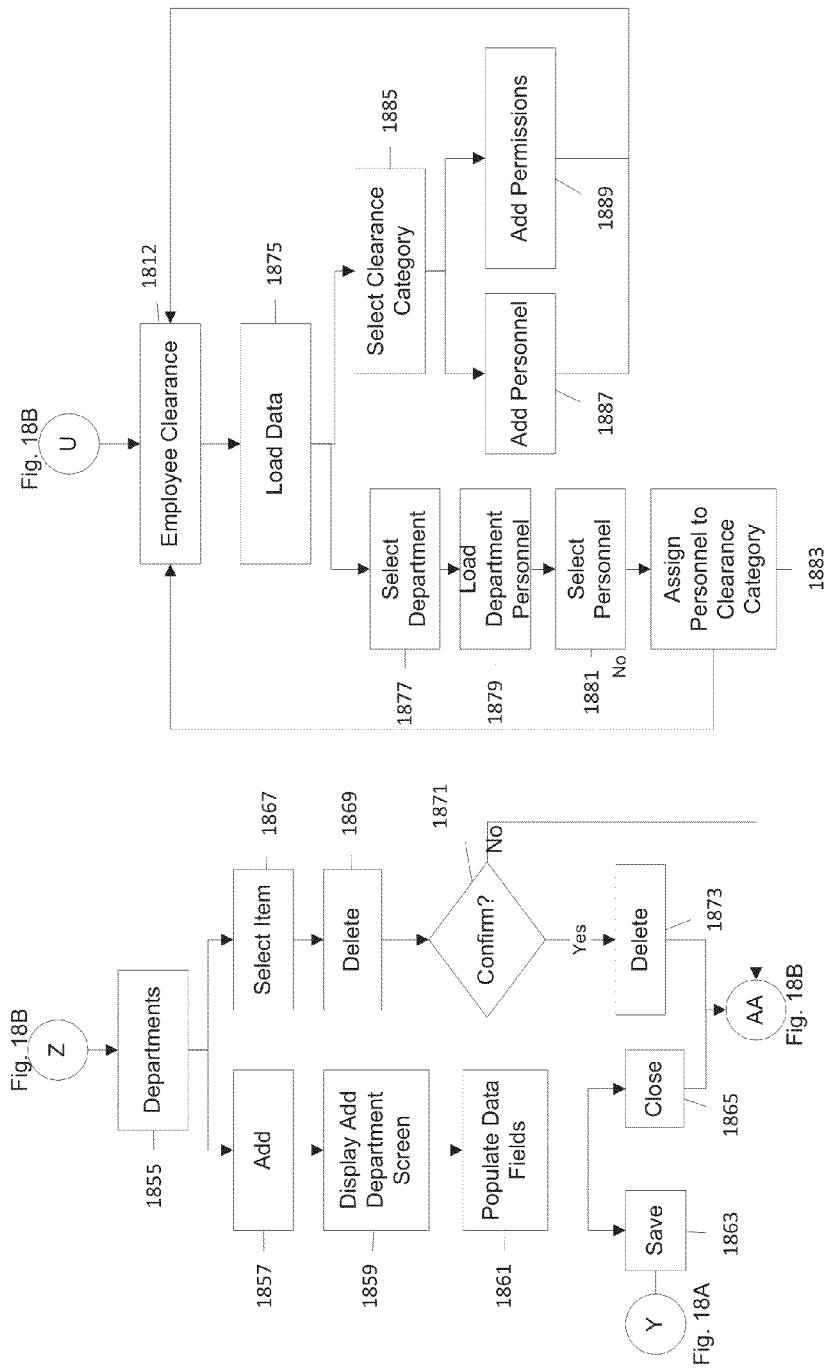 Fig. 18B
Z
Departments
1855
Add
1857
Display Add
Department
Screen
1859
Populate Data
Fields
1861
Save
1863
Y
Fig. 18A
Close
1865
Select Item
1867
Delete
1869
Confirm?
1871
No
Yes
Delete
1873
AA
Fig. 18B
Fig. 18B
U
Employee Clearance
1812
Load Data
1875
Select
Department
1877
Load
Department
Personnel
1879
Select
Personnel
1881
No
Assign
Personnel to
Clearance
Category
1883
Select Clearance
Category
1885
Add Personnel
1887
Add Permissions
1889